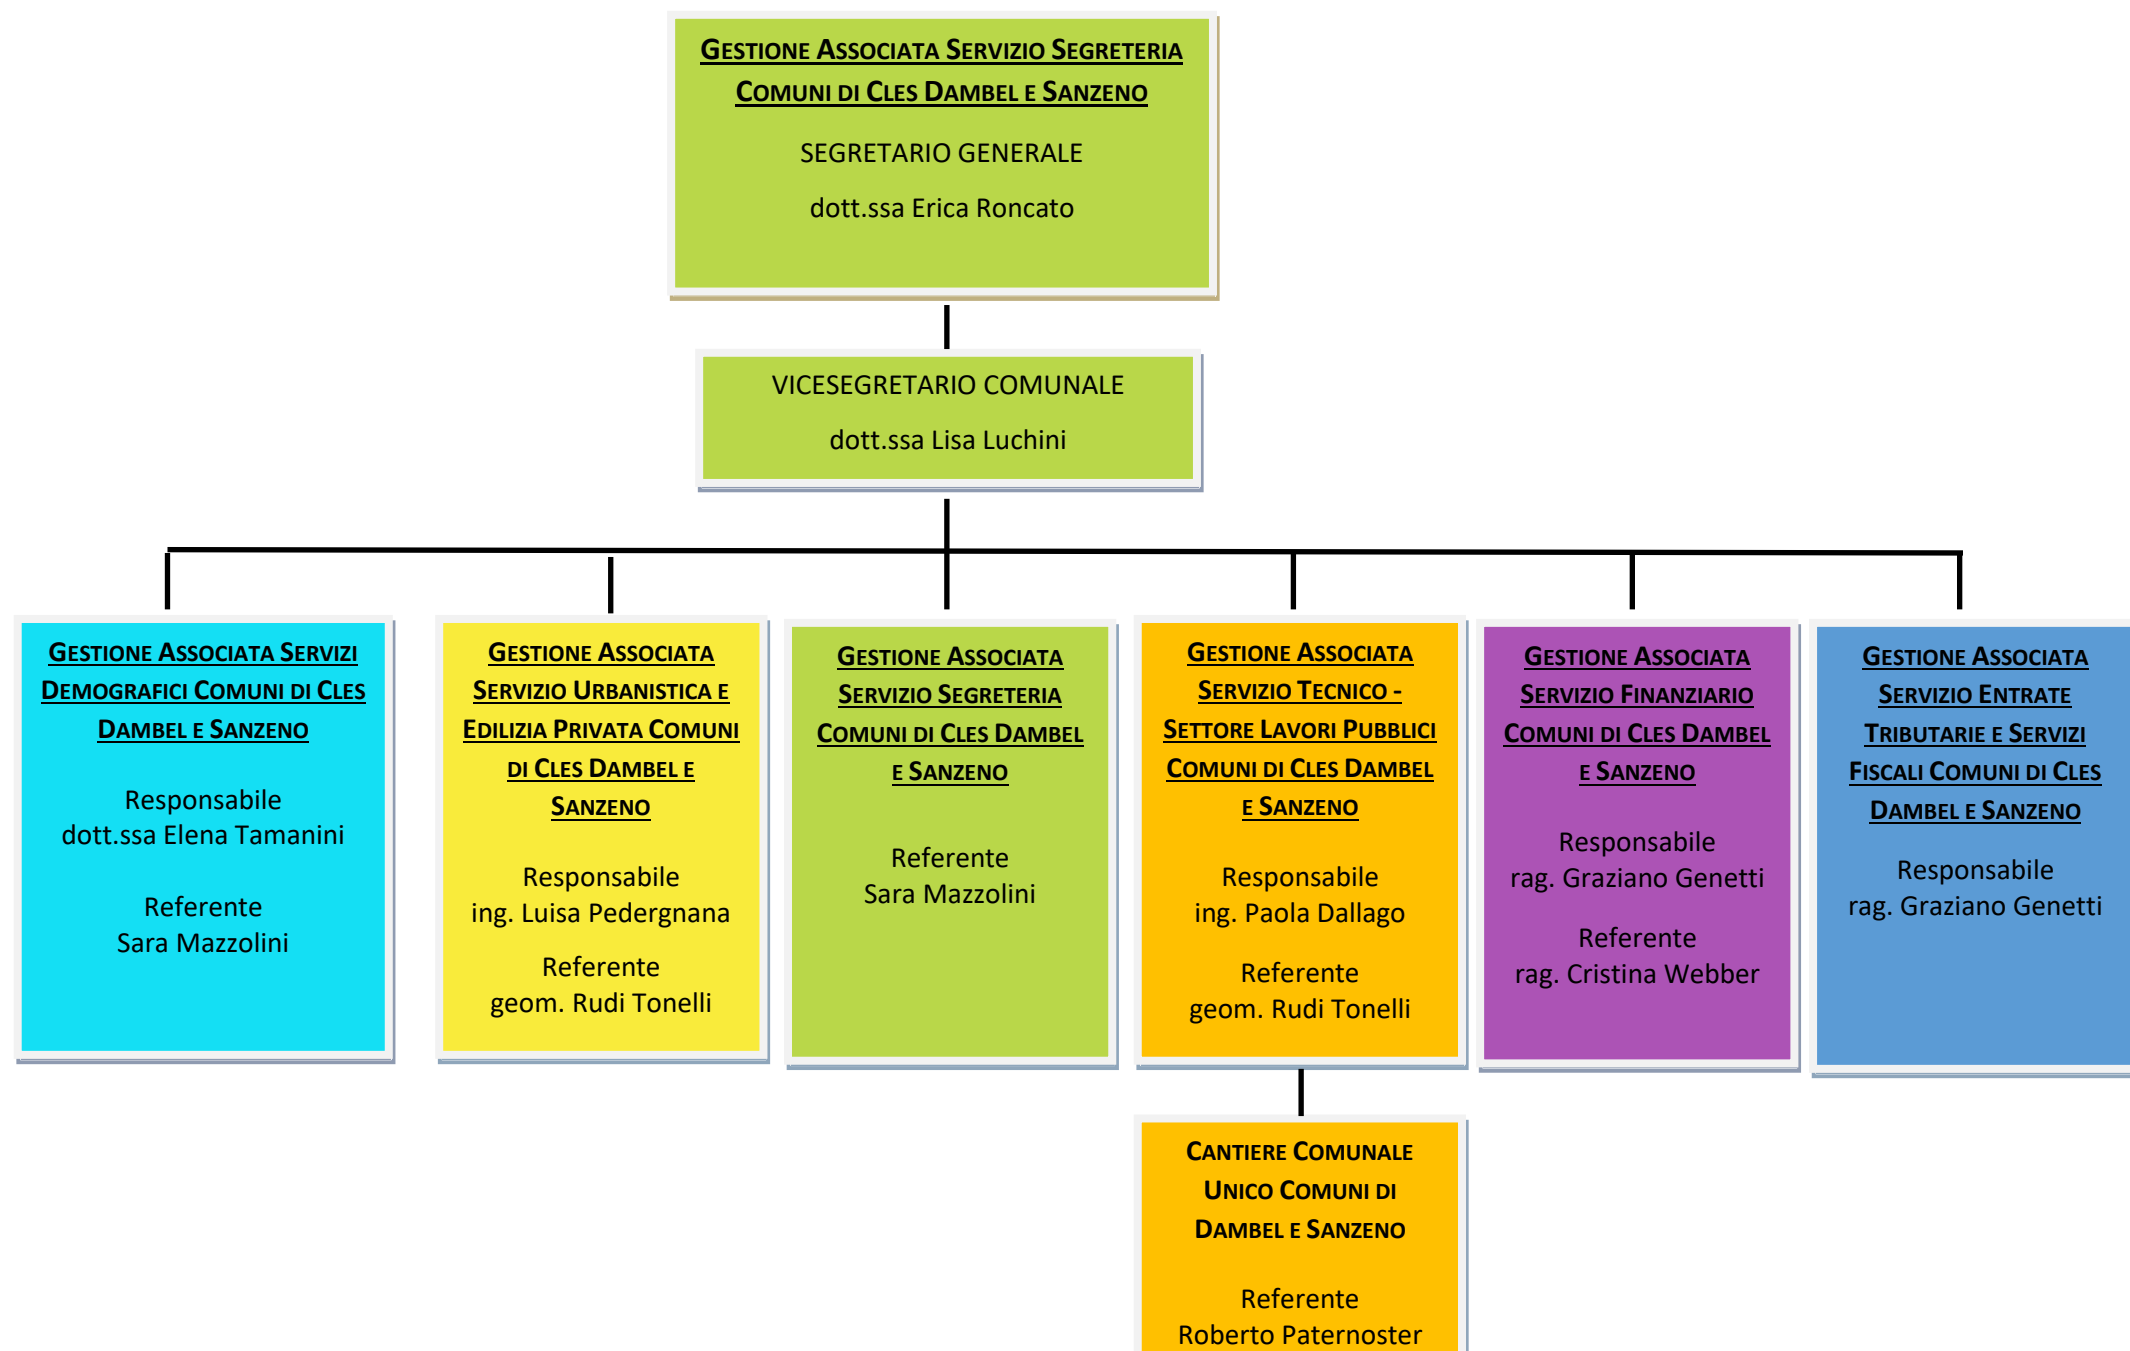 GESTIONE ASSOCIATA SERVIZIO SEGRETERIA
COMUNI DI CLES DAMBEL E SANZENO
SEGRETARIO GENERALE
dott.ssa Erica Roncato
VICESEGRETARIO COMUNALE
dott.ssa Lisa Luchini
GESTIONE ASSOCIATA SERVIZI
DEMOGRAFICI COMUNI DI CLES
DAMBEL E SANZENO
Responsabile
dott.ssa Elena Tamanini
Referente
Sara Mazzolini
GESTIONE ASSOCIATA
SERVIZIO URBANISTICA E
EDILIZIA PRIVATA COMUNI
DI CLES DAMBEL E
SANZENO
Responsabile
ing. Luisa Pedergnana
Referente
geom. Rudi Tonelli
GESTIONE ASSOCIATA
SERVIZIO SEGRETERIA
COMUNI DI CLES DAMBEL
E SANZENO
Referente
Sara Mazzolini
GESTIONE ASSOCIATA
SERVIZIO TECNICO -
SETTORE LAVORI PUBBLICI
COMUNI DI CLES DAMBEL
E SANZENO
Responsabile
ing. Paola Dallago
Referente
geom. Rudi Tonelli
GESTIONE ASSOCIATA
SERVIZIO FINANZIARIO
COMUNI DI CLES DAMBEL
E SANZENO
Responsabile
rag. Graziano Genetti
Referente
rag. Cristina Webber
GESTIONE ASSOCIATA
SERVIZIO ENTRATE
TRIBUTARIE E SERVIZI
FISCALI COMUNI DI CLES
DAMBEL E SANZENO
Responsabile
rag. Graziano Genetti
CANTIERE COMUNALE
UNICO COMUNI DI
DAMBEL E SANZENO
Referente
Roberto Paternoster